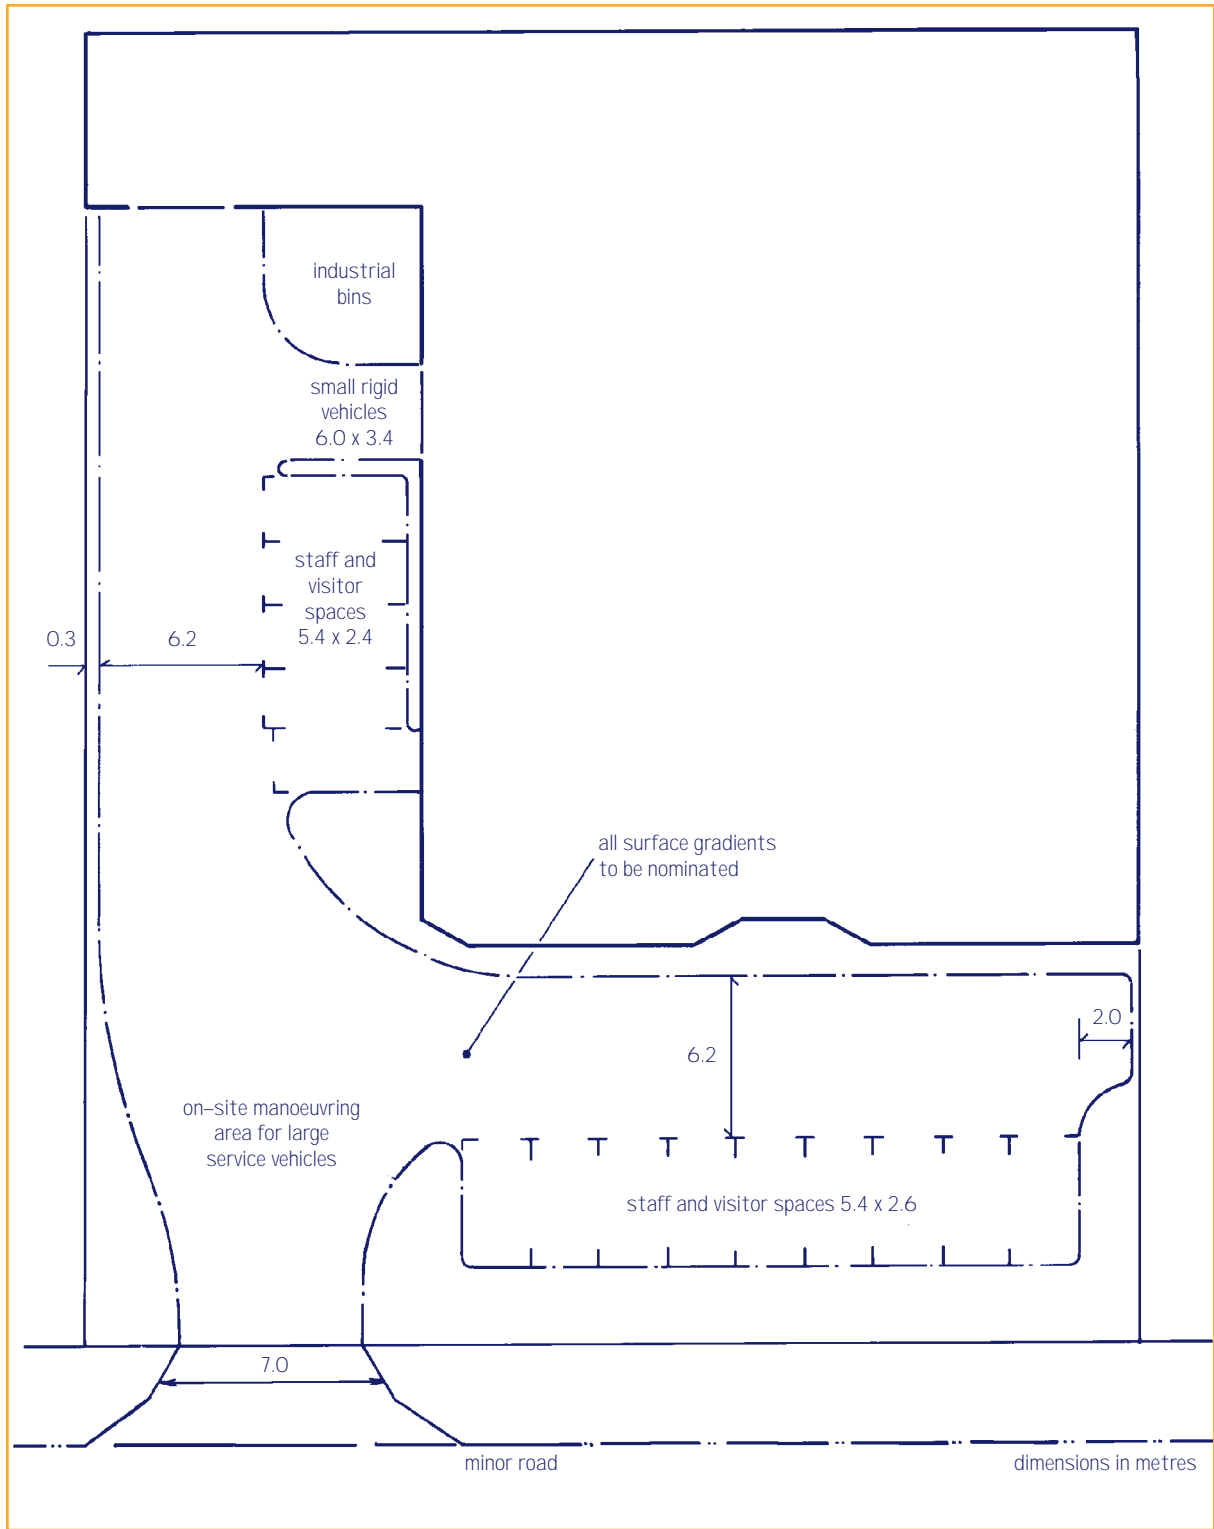 industrial
bins
small rigid
vehicles
6.0 x 3.4
staff and
visitor
spaces
5.4 x 2.4
0.3
6.2
all surface gradients
to be nominated
2.0
6.2
on–site manoeuvring
area for large
service vehicles
staff and visitor spaces 5.4 x 2.6
7.0
minor road
dimensions in metres